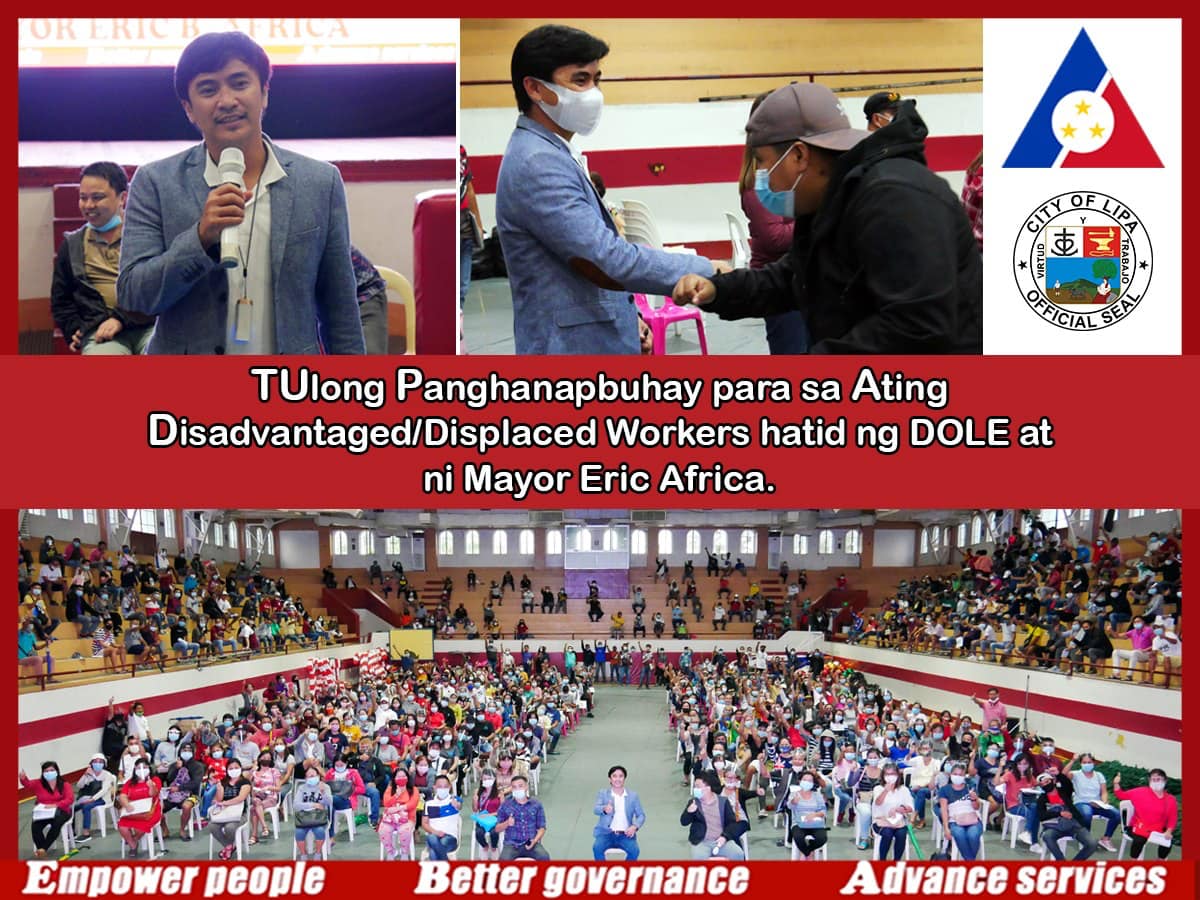 OR ERIC B. AFRICA
CITY OF LIPA
Y
VIRTUD
TRABAJO
OFFICIAL SEAL
TUlong Panghanapbuhay para sa Ating
Disadvantaged/Displaced Workers hatid ng DOLE at
ni Mayor Eric Africa.
Empower people Better governance Advance services